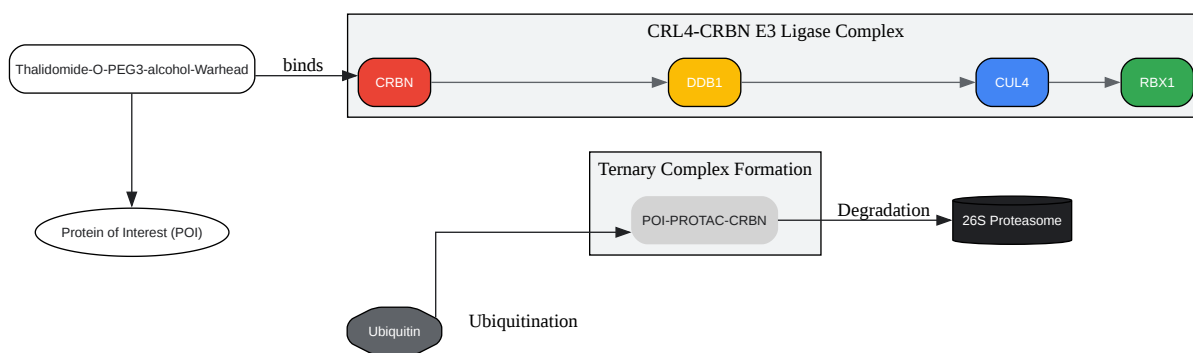 CRL4-CRBN E3 Ligase Complex
Thalidomide-O-PEG3-alcohol-Warhead
binds
CRBN
DDB1
CUL4
RBX1
Ternary Complex Formation
Protein of Interest (POI)
POI-PROTAC-CRBN
Degradation
26S Proteasome
Ubiquitin
Ubiquitination